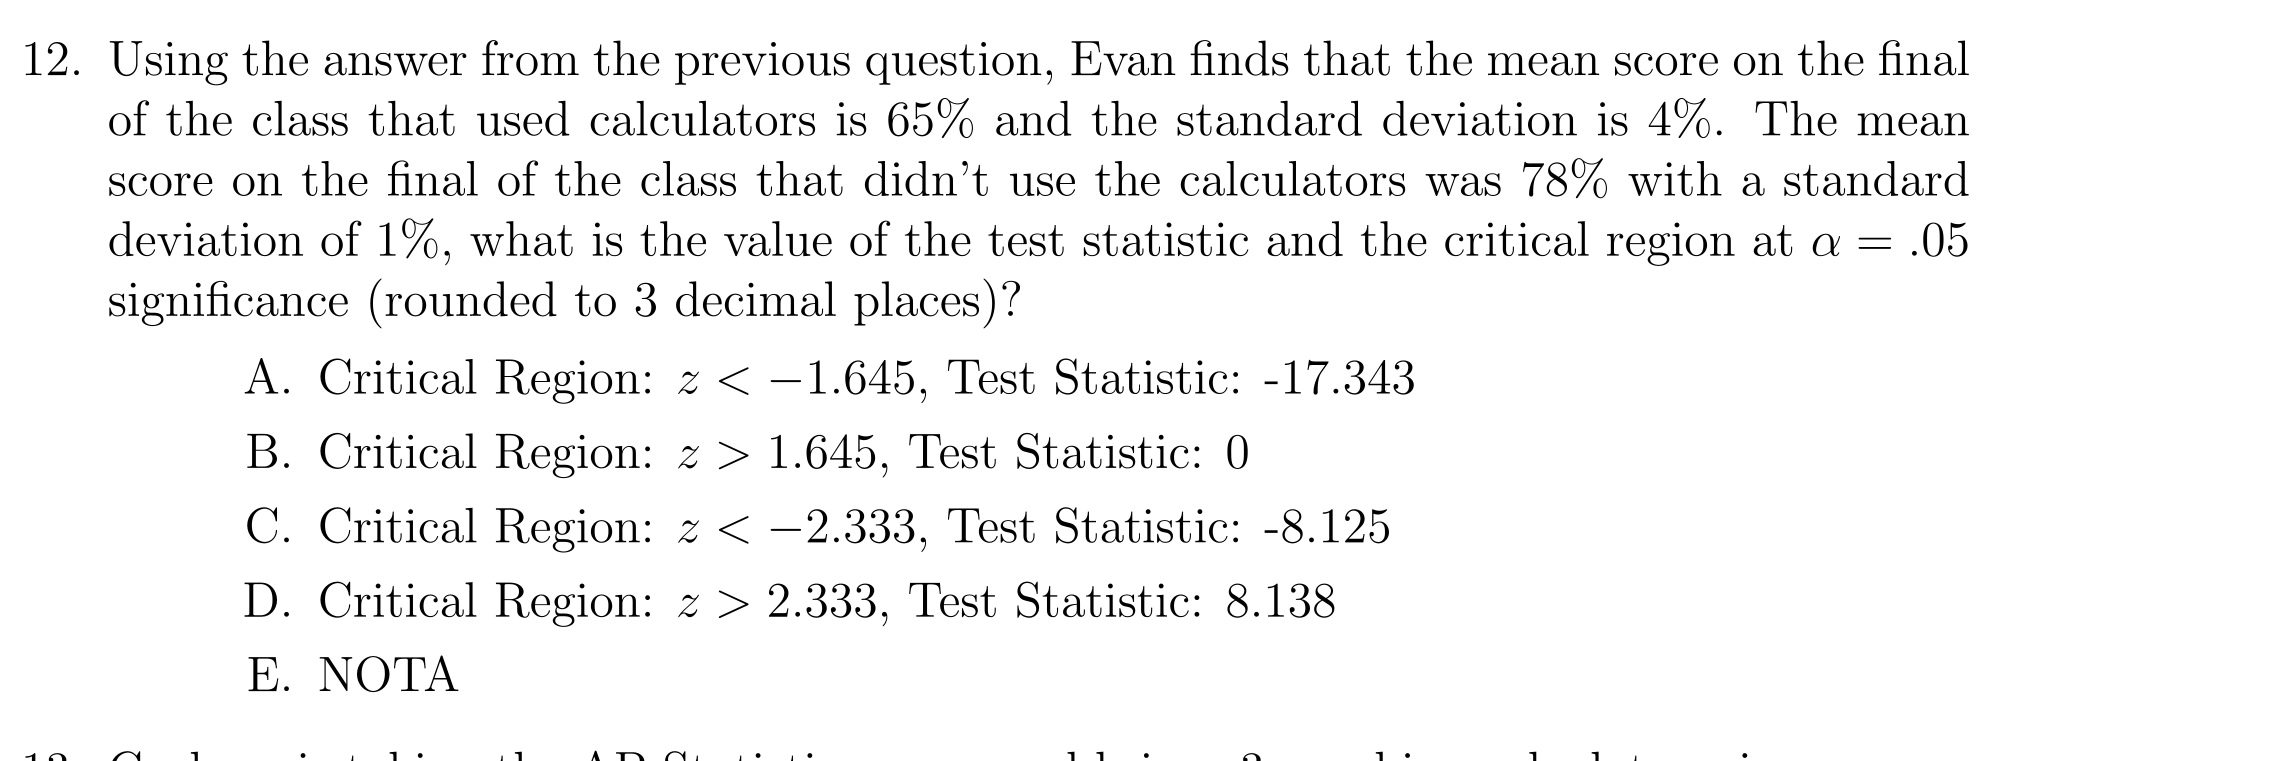 12. Using the answer from the previous question, Evan finds that the mean score on the final
of the class that used calculators is 65% and the standard deviation is 4%. The mean
score on the final of the class that didn't use the calculators was 78% with a standard
deviation of 1%, what is the value of the test statistic and the critical region at α = .05
significance (rounded to 3 decimal places)?
A. Critical Region: z < −1.645, Test Statistic: -17.343
B. Critical Region: z > 1.645, Test Statistic: 0
C. Critical Region: z < −2.333, Test Statistic: -8.125
D. Critical Region: z > 2.333, Test Statistic: 8.138
E. NOTA